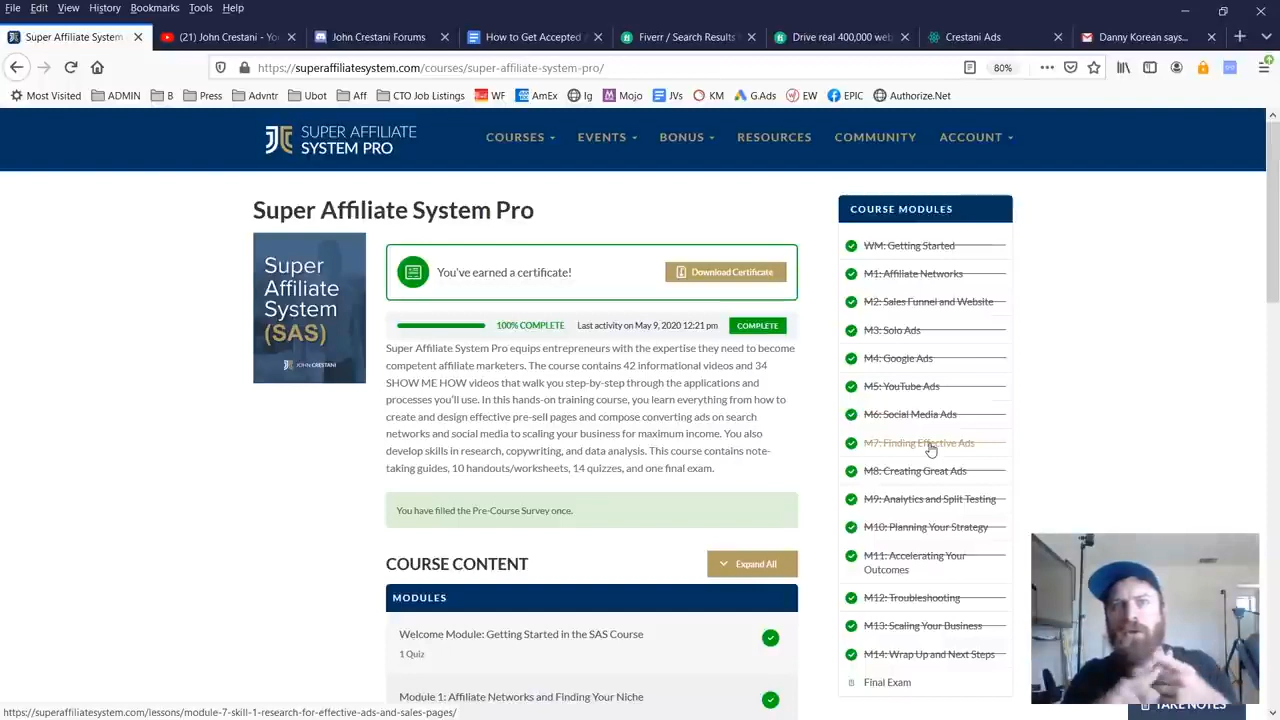 File Edit View History Bookmarks Tools Help
Super Affiliate System
(21) John Crestani - Yo
John Crestani Forums
How to Get Accepted
Fiverr / Search Results
Drive real 400,000 web
Crestani Ads
Danny Korean says...
https://superaffiliatesystem.com/courses/super-affiliate-system-pro/
80%
Most Visited ADMIN B Press Advntr Ubot Aff CTO Job Listings WF AmEx Ig Mojo JVs KM G.Ads EW EPIC Authorize.Net
SUPER AFFILIATE
SYSTEM PRO
COURSES EVENTS BONUS RESOURCES COMMUNITY ACCOUNT
Super Affiliate System Pro
Super
Affiliate
System
(SAS)
JOHN CRESTANI
You've earned a certificate!
Download Certificate
100% COMPLETE
Last activity on May 9, 2020 12:21 pm
COMPLETE
Super Affiliate System Pro equips entrepreneurs with the expertise they need to become
competent affiliate marketers. The course contains 42 informational videos and 34
SHOW ME HOW videos that walk you step-by-step through the applications and
processes you'll use. In this hands-on training course, you learn everything from how to
create and design effective pre-sell pages and compose converting ads on search
networks and social media to scaling your business for maximum income. You also
develop skills in research, copywriting, and data analysis. This course contains note-
taking guides, 10 handouts/worksheets, 14 quizzes, and one final exam.
You have filled the Pre-Course Survey once.
COURSE CONTENT
Expand All
MODULES
Welcome Module: Getting Started in the SAS Course
1 Quiz
Module 1: Affiliate Networks and Finding Your Niche
COURSE MODULES
WM: Getting Started
M1: Affiliate Networks
M2: Sales Funnel and Website
M3: Solo Ads
M4: Google Ads
M5: YouTube Ads
M6: Social Media Ads
M7: Finding Effective Ads
M8: Creating Great Ads
M9: Analytics and Split Testing
M10: Planning Your Strategy
M11: Accelerating Your
Outcomes
M12: Troubleshooting
M13: Scaling Your Business
M14: Wrap Up and Next Steps
Final Exam
TAKE NOTES
https://superaffiliatesystem.com/lessons/module-7-skill-1-research-for-effective-ads-and-sales-pages/